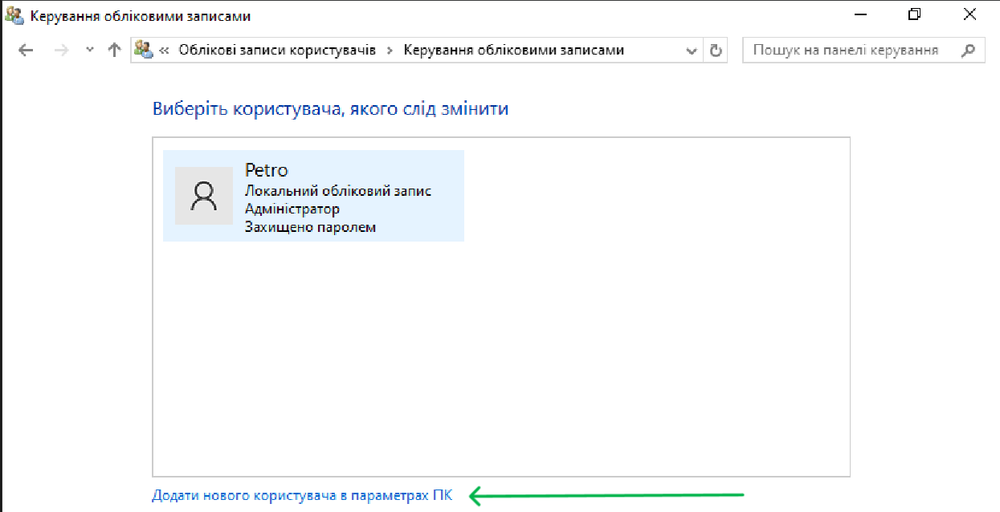 Керування обліковими записами
« Облікові записи користувачів › Керування обліковими записами
Пошук на панелі керування
Виберіть користувача, якого слід змінити
Petro
Локальний обліковий запис
Адміністратор
Захищено паролем
Додати нового користувача в параметрах ПК